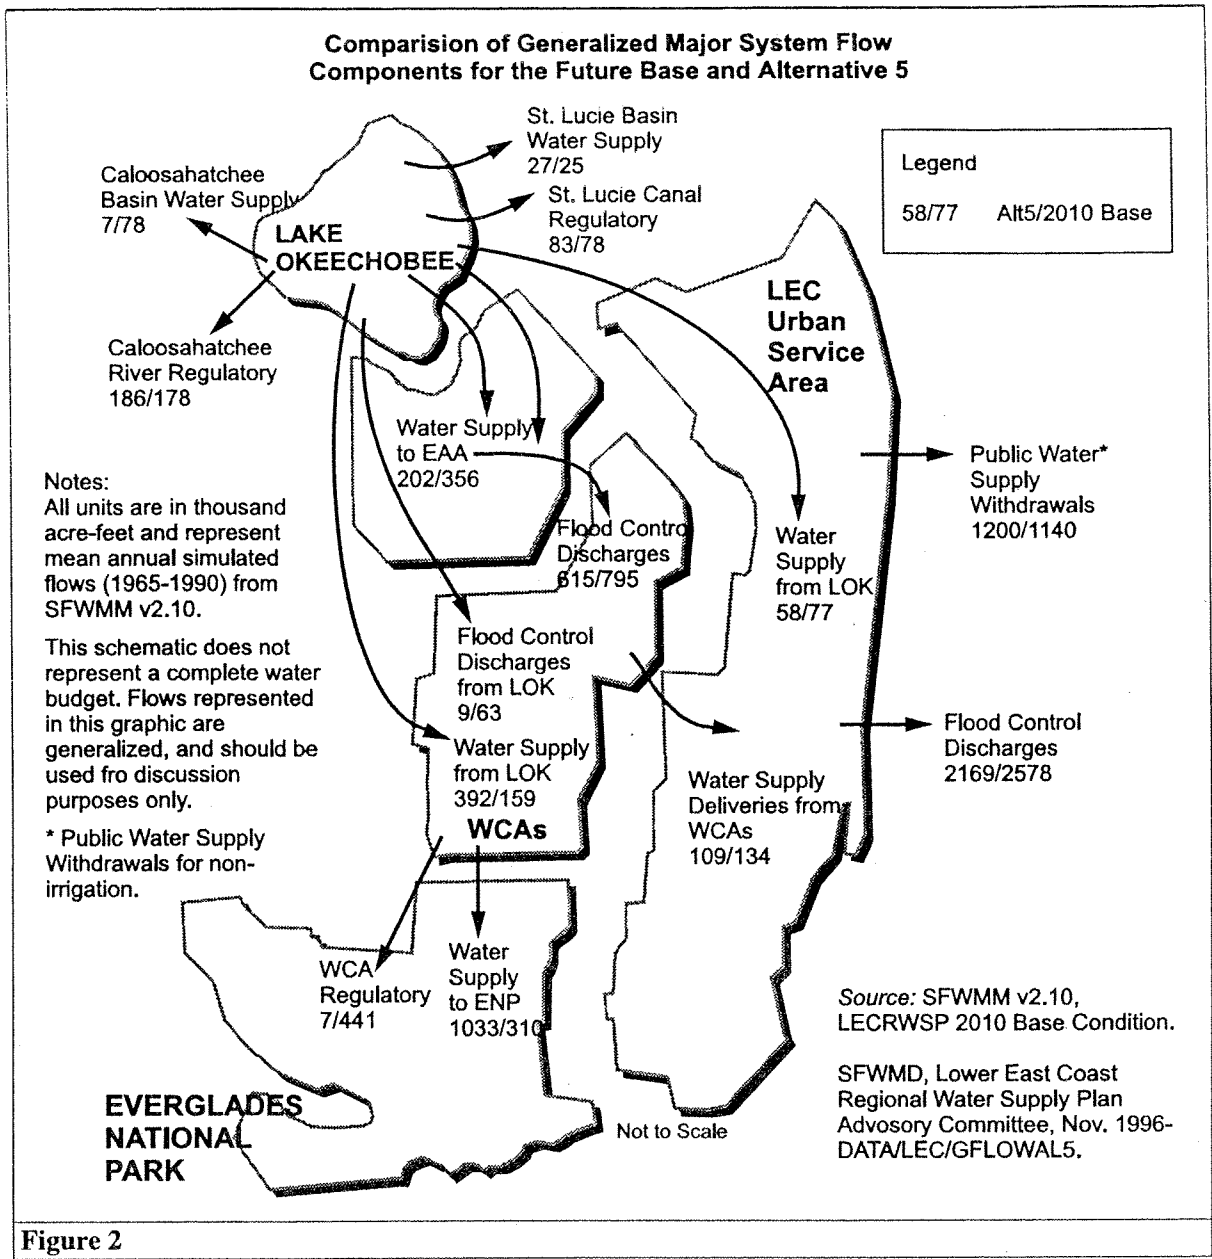 Comparision of Generalized Major System Flow
Components for the Future Base and Alternative 5
St. Lucie Basin
Water Supply
27/25
Legend
58/77 Alt5/2010 Base
Caloosahatchee
Basin Water Supply
7/78
St. Lucie Canal
Regulatory
83/78
LAKE
OKEECHOBEE
LEC
Urban
Service
Area
Caloosahatchee
River Regulatory
186/178
Water Supply
to EAA
202/356
Public Water*
Supply
Withdrawals
1200/1140
Notes:
All units are in thousand
acre-feet and represent
mean annual simulated
flows (1965-1990) from
SFWMM v2.10.
Flood Control
Discharges
615/795
Water
Supply
from LOK
58/77
This schematic does not
represent a complete water
budget. Flows represented
in this graphic are
generalized, and should be
used fro discussion
purposes only.
Flood Control
Discharges
from LOK
9/63
Flood Control
Discharges
2169/2578
Water Supply
from LOK
392/159
Water Supply
Deliveries from
WCAs
109/134
WCAs
* Public Water Supply
Withdrawals for non-
irrigation.
WCA
Regulatory
7/441
Water
Supply
to ENP
1033/310
Source: SFWMM v2.10,
LECRWSP 2010 Base Condition.
SFWMD, Lower East Coast
Regional Water Supply Plan
Advosory Committee, Nov. 1996-
DATA/LEC/GFLOWAL5.
EVERGLADES
NATIONAL
PARK
Not to Scale
Figure 2